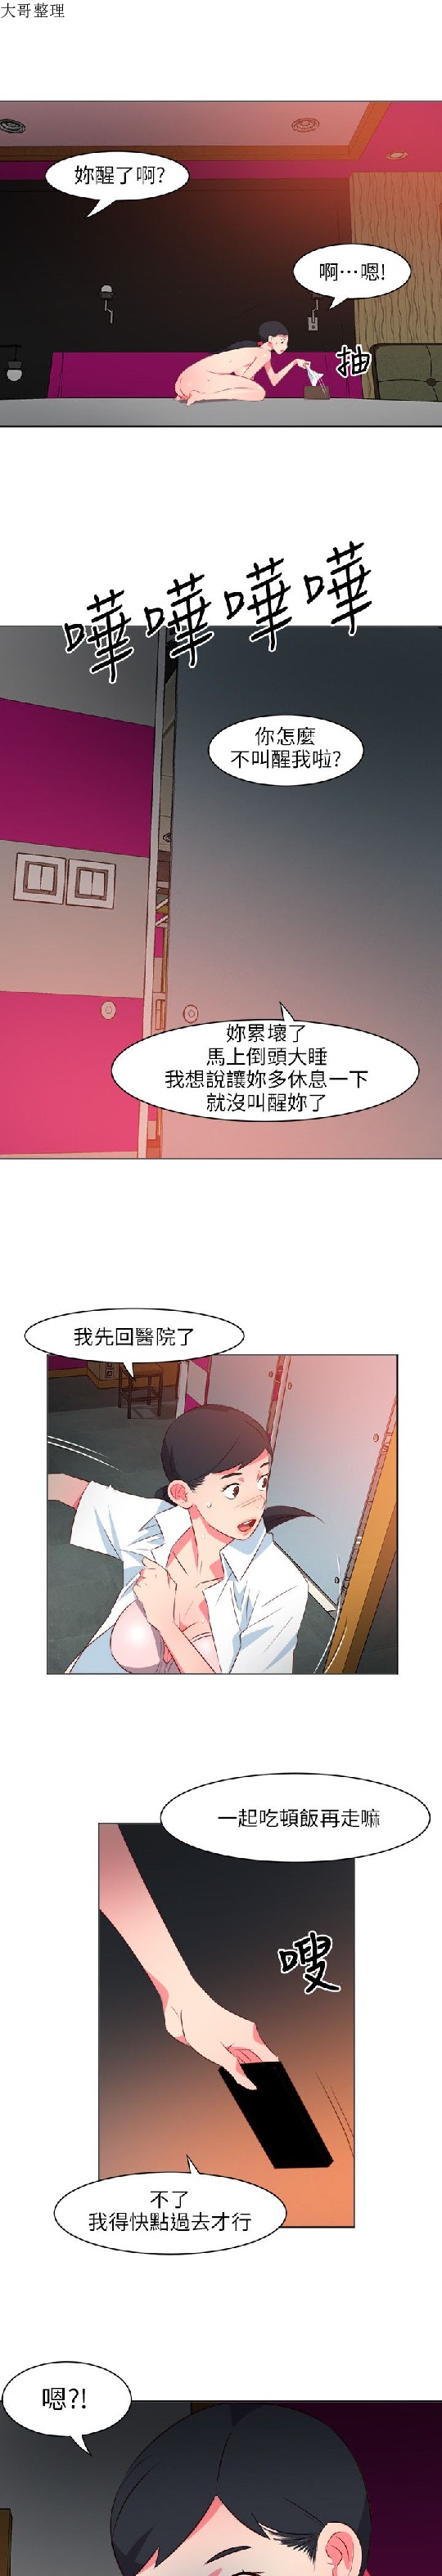 大哥整理
妳醒了啊?
啊…嗯!
抽
嘩嘩嘩嘩
你怎麼
不叫醒我啦?
妳累壞了
馬上倒頭大睡
我想說讓妳多休息一下
就沒叫醒妳了
我先回醫院了
一起吃頓飯再走嘛
嗖
不了
我得快點過去才行
嗯?!